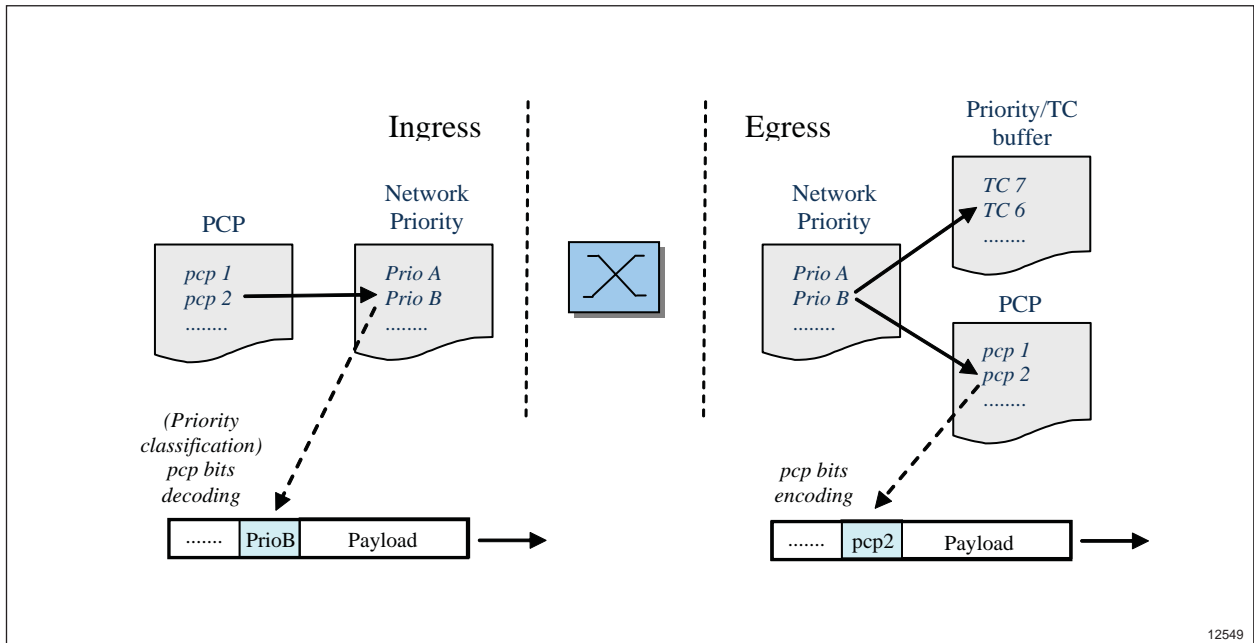 Ingress
Egress
Priority/TC
buffer
TC 7
TC 6
........
Network
Priority
PCP
pcp 1
pcp 2
........
Prio A
Prio B
........
Network
Priority
Prio A
Prio B
........
PCP
pcp 1
pcp 2
........
(Priority
classification)
pcp bits
decoding
pcp bits
encoding
....... PrioB Payload
....... pcp2 Payload
12549